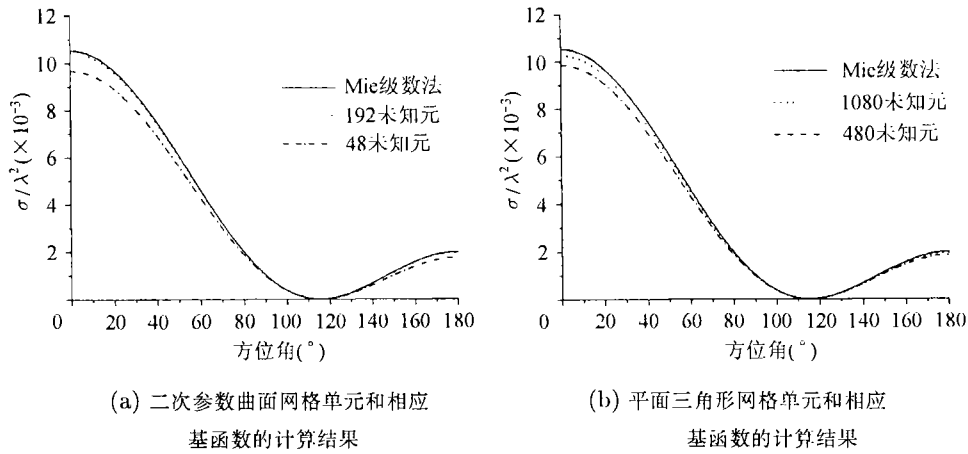 12
10
8
6
4
2
0 20 40 60 80 100 120 140 160 180
σ/λ²(×10⁻³)
方位角(°)
Mie级数法
192未知元
48未知元
(a) 二次参数曲面网格单元和相应
基函数的计算结果
12
10
8
6
4
2
0 20 40 60 80 100 120 140 160 180
σ/λ²(×10⁻³)
方位角(°)
Mie级数法
1080未知元
480未知元
(b) 平面三角形网格单元和相应
基函数的计算结果